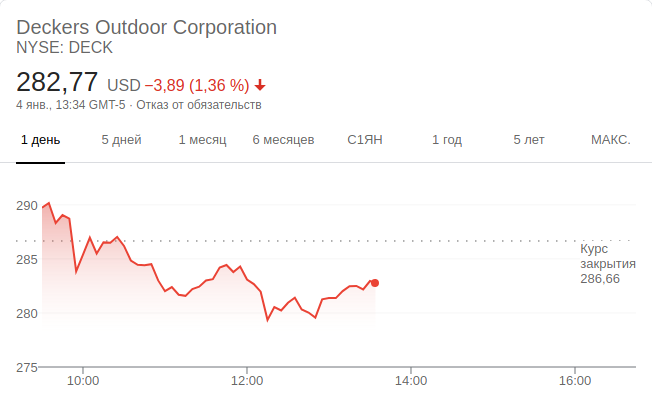 Deckers Outdoor Corporation
NYSE: DECK
282,77 USD −3,89 (1,36 %)
4 янв., 13:34 GMT-5 · Отказ от обязательств
1 день 5 дней 1 месяц 6 месяцев С1ЯН 1 год 5 лет МАКС.
290
285
280
275
Курс
закрытия
286,66
10:00 12:00 14:00 16:00